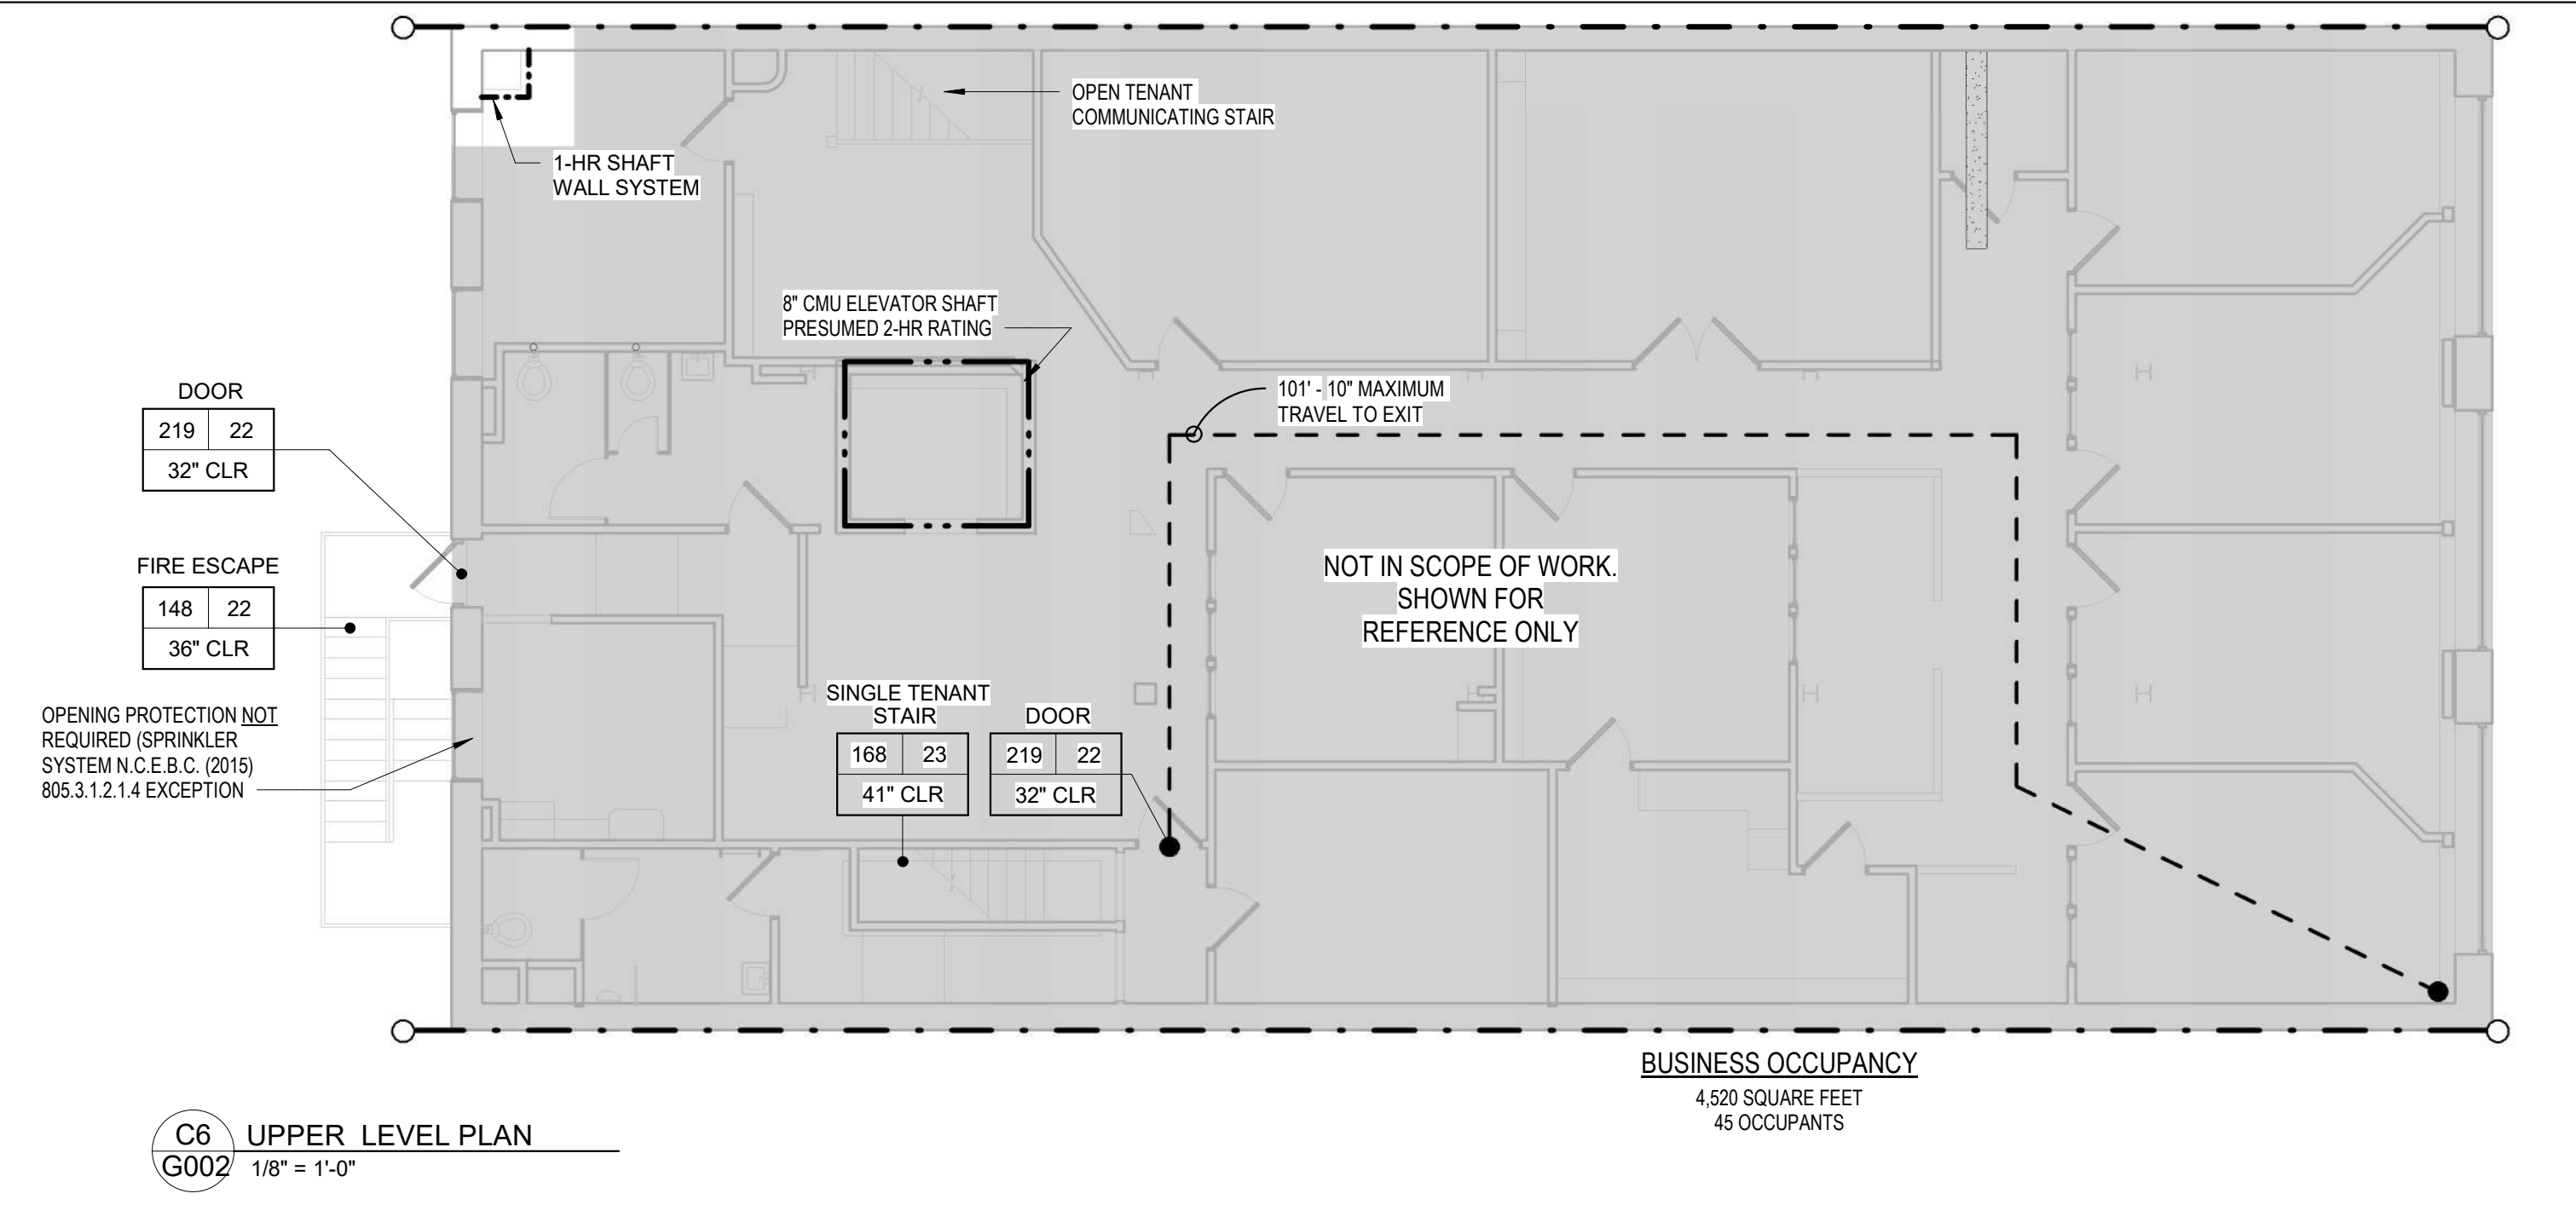 OPEN TENANT
COMMUNICATING STAIR
1-HR SHAFT
WALL SYSTEM
8" CMU ELEVATOR SHAFT
PRESUMED 2-HR RATING
101' - 10" MAXIMUM
TRAVEL TO EXIT
DOOR
219 22
32" CLR
FIRE ESCAPE
148 22
36" CLR
OPENING PROTECTION NOT
REQUIRED (SPRINKLER
SYSTEM N.C.E.B.C. (2015)
805.3.1.2.1.4 EXCEPTION
NOT IN SCOPE OF WORK.
SHOWN FOR
REFERENCE ONLY
SINGLE TENANT
STAIR
168 23
41" CLR
DOOR
219 22
32" CLR
BUSINESS OCCUPANCY
4,520 SQUARE FEET
45 OCCUPANTS
C6
G002
UPPER LEVEL PLAN
1/8" = 1'-0"